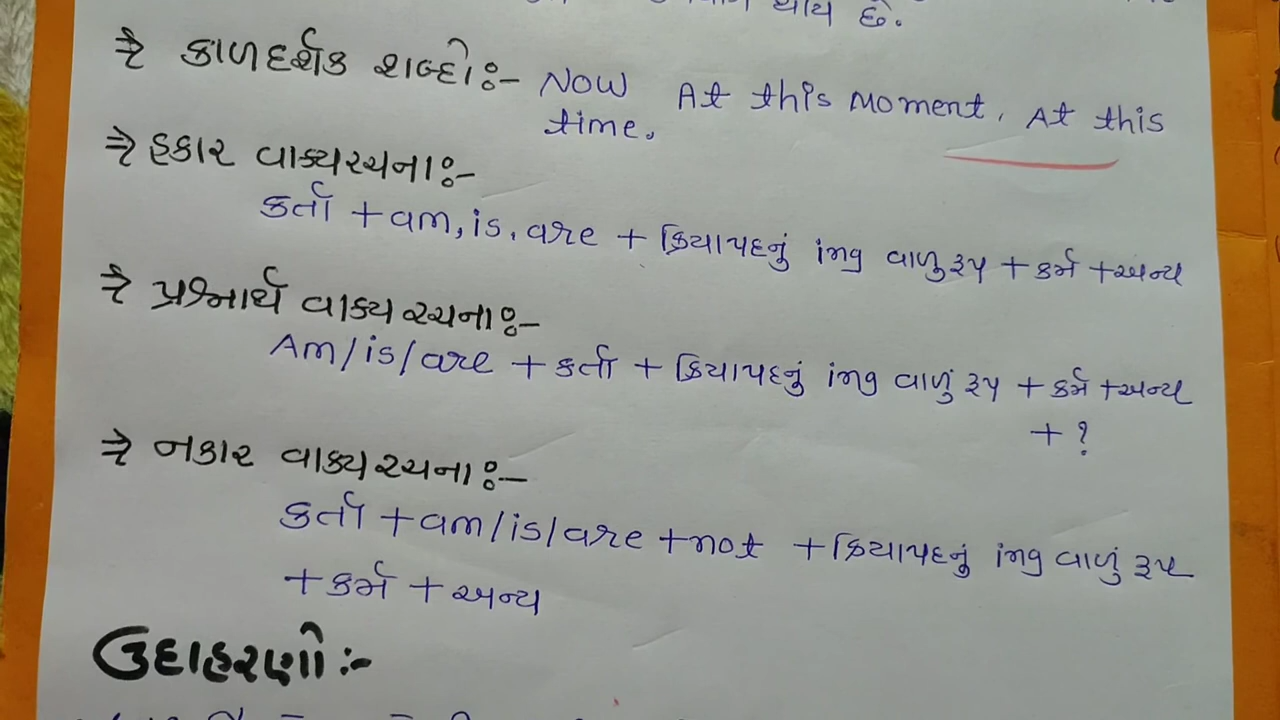 થાય છે.
⇒ કાળદર્શક શબ્દો:- Now At this Moment, At this
time.
⇒ હકાર વાક્યરચના:-
કર્તા + am, is, are + ક્રિયાપદનું ing વાળુ રૂપ + કર્મ + અન્ય
⇒ પ્રશ્નાર્થ વાક્યરચના:-
Am/is/are + કર્તા + ક્રિયાપદનું ing વાળું રૂપ + કર્મ + અન્ય
+ ?
⇒ નકાર વાક્યરચના:-
કર્તા + am/is/are + not + ક્રિયાપદનું ing વાળું રૂપ
+ કર્મ + અન્ય
ઉદાહરણો:-